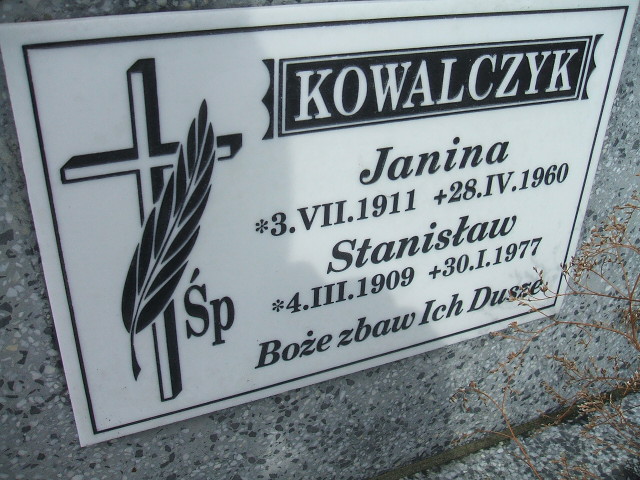 KOWALCZYK
Janina
*3.VII.1911 +28.IV.1960
Stanisław
*4.III.1909 +30.I.1977
Śp
Boże zbaw Ich Dusze